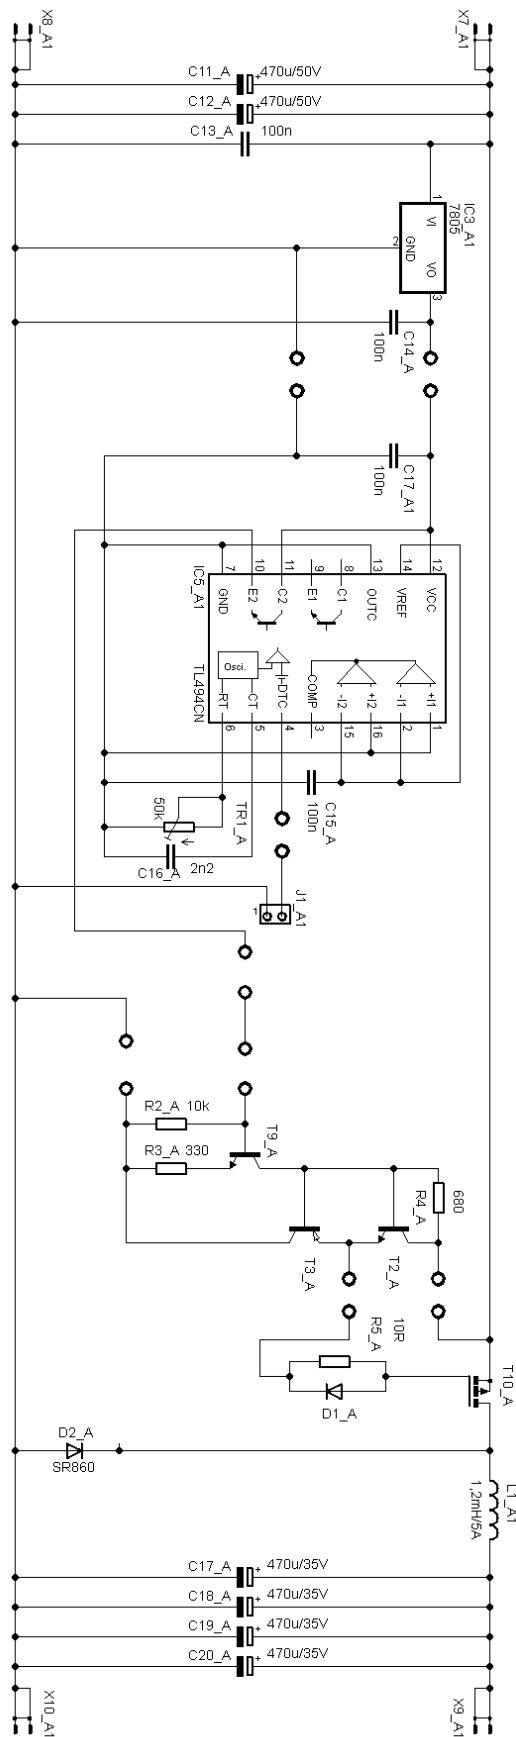 X8_A1
X7_A1
C11_A
+
470u/50V
C12_A
+
470u/50V
C13_A
100n
IC3_A1
7805
1
VI
2
GND
VO
3
C14_A
100n
C17_A1
100n
7
10
11
8
9
13
14
12
IC5_A1
GND
E2
C2
E1
C1
OUTC
VREF
VCC
TL494CN
Osci.
RT
CT
DTC
COMP
-I2
+I2
-I1
+I1
6
5
4
3
15
16
2
1
50k
TR1_A
C15_A
100n
C16_A
2n2
J1_A1
1
R2_A
10k
R3_A
330
T9_A
R4_A
680
T3_A
T2_A
10R
R5_A
D1_A
T10_A
D2_A
SR860
L1_A1
1,2mH/5A
C17_A
+
470u/35V
C18_A
+
470u/35V
C19_A
+
470u/35V
C20_A
+
470u/35V
X10_A1
X9_A1